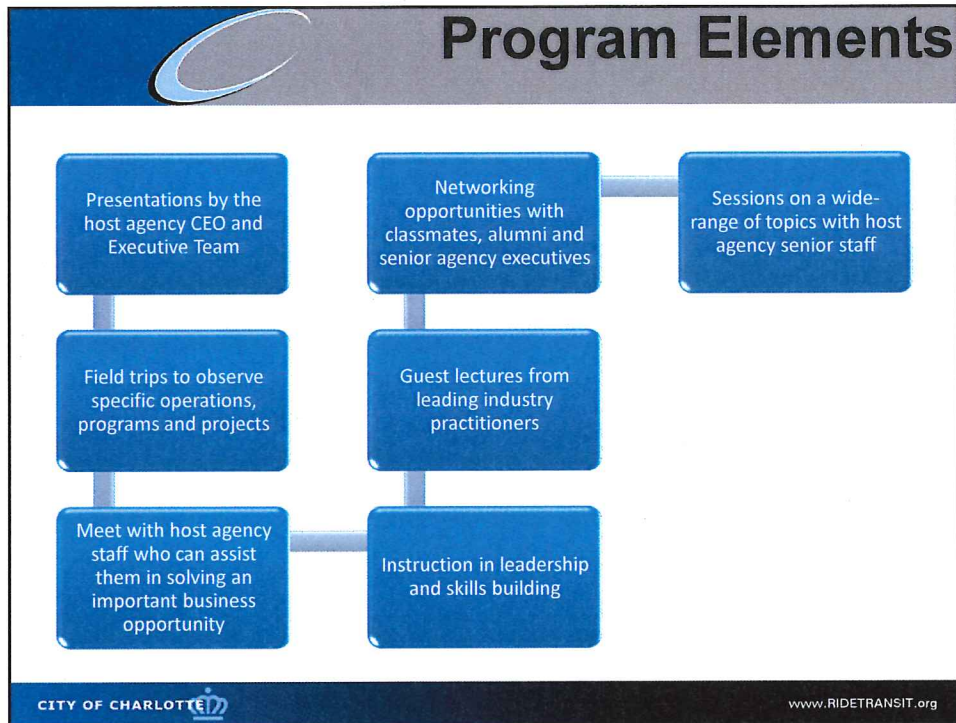 Program Elements
Presentations by the
host agency CEO and
Executive Team
Field trips to observe
specific operations,
programs and projects
Meet with host agency
staff who can assist
them in solving an
important business
opportunity
Instruction in leadership
and skills building
Guest lectures from
leading industry
practitioners
Networking
opportunities with
classmates, alumni and
senior agency executives
Sessions on a wide-
range of topics with host
agency senior staff
CITY OF CHARLOTTE
www.RIDETRANSIT.org